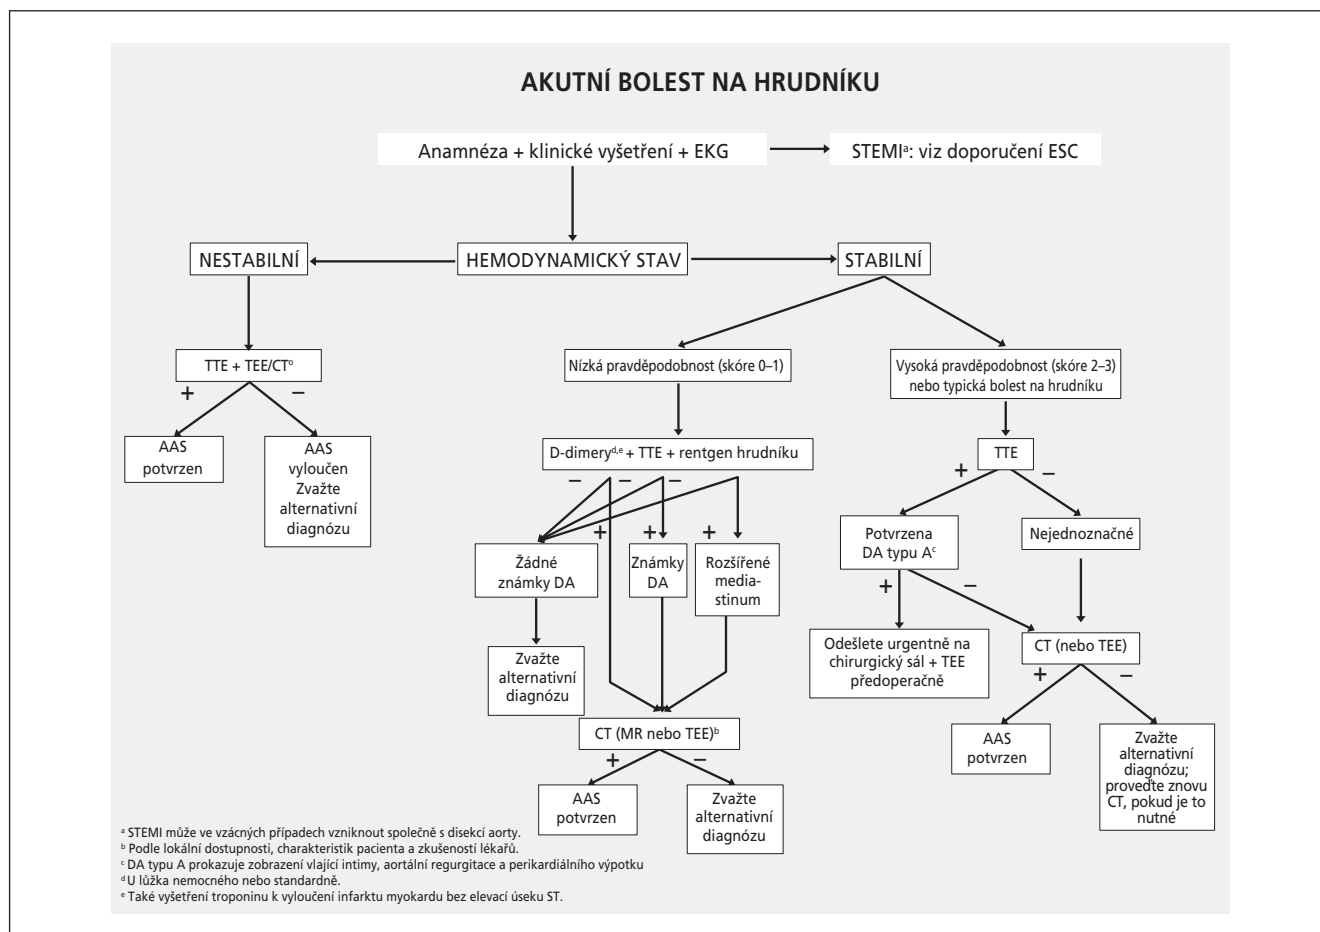 AKUTNÍ BOLEST NA HRUDNÍKU
Anamnéza + klinické vyšetření + EKG
STEMIᵃ: viz doporučení ESC
NESTABILNÍ
HEMODYNAMICKÝ STAV
STABILNÍ
TTE + TEE/CTᵇ
Nízká pravděpodobnost (skóre 0–1)
Vysoká pravděpodobnost (skóre 2–3)
nebo typická bolest na hrudníku
+
–
AAS
potvrzen
AAS
vyloučen
Zvažte
alternativní
diagnózu
D-dimeryᵈ,ᵉ + TTE + rentgen hrudníku
TTE
–
–
–
+
–
+
+
+
Žádné
známky DA
Známky
DA
Rozšířené
media-
stinum
Potvrzena
DA typu Aᶜ
Nejednoznačné
+
–
Zvažte
alternativní
diagnózu
Odešlete urgentně na
chirurgický sál + TEE
předoperačně
CT (nebo TEE)
+
–
CT (MR nebo TEE)ᵇ
+
–
AAS
potvrzen
Zvažte
alternativní
diagnózu
AAS
potvrzen
Zvažte
alternativní
diagnózu;
proveďte znovu
CT, pokud je to
nutné
ᵃ STEMI může ve vzácných případech vzniknout společně s disekcí aorty.
ᵇ Podle lokální dostupnosti, charakteristik pacienta a zkušeností lékařů.
ᶜ DA typu A prokazuje zobrazení vlající intimy, aortální regurgitace a perikardiálního výpotku
ᵈ U lůžka nemocného nebo standardně.
ᵉ Také vyšetření troponinu k vyloučení infarktu myokardu bez elevací úseku ST.